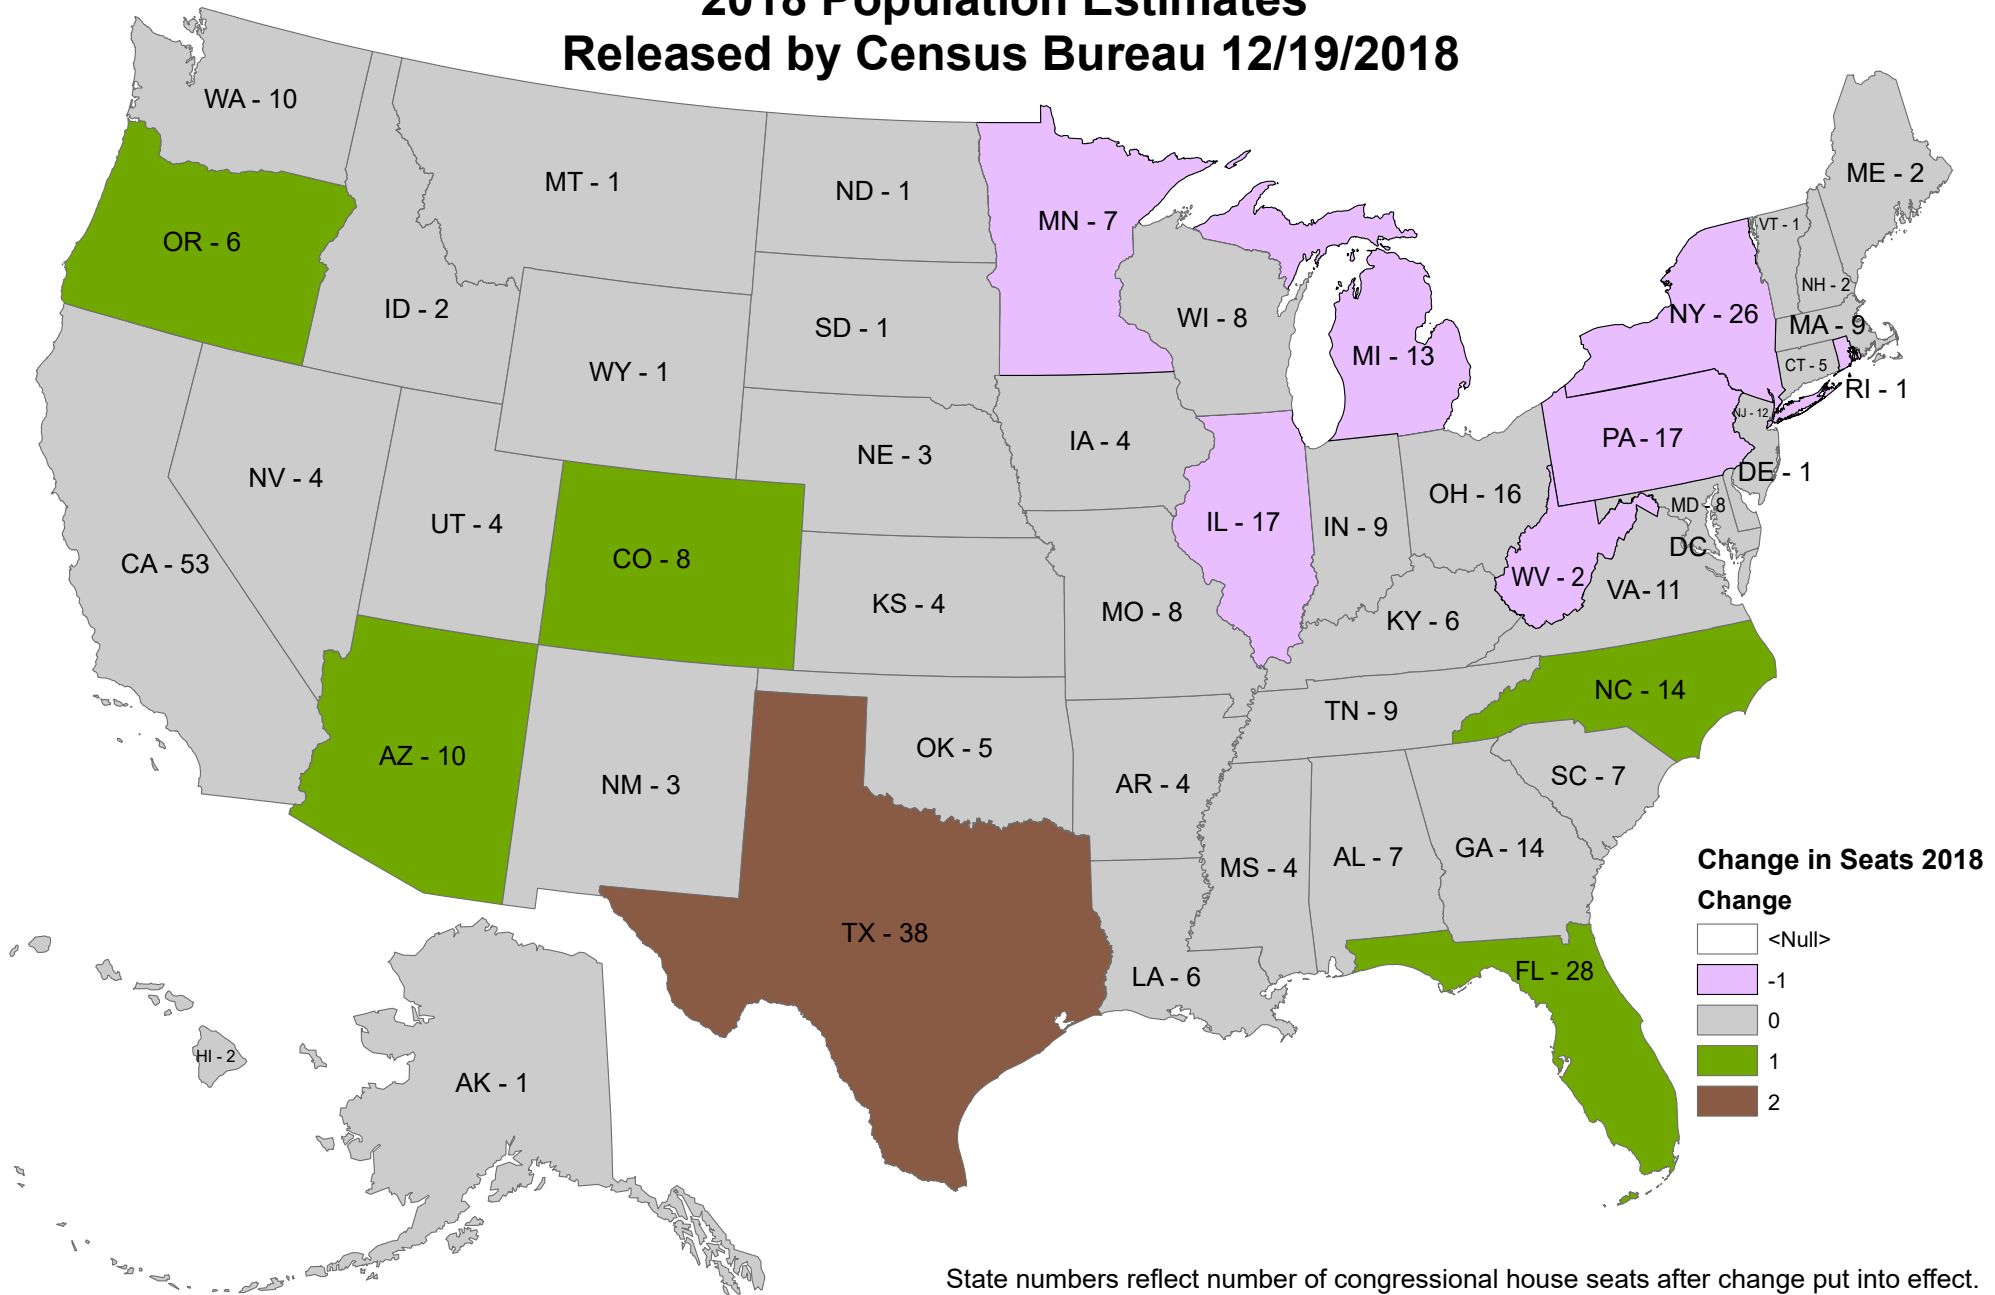 2018 Population Estimates
Released by Census Bureau 12/19/2018
WA - 10
MT - 1
ND - 1
MN - 7
ME - 2
VT - 1
OR - 6
NH - 2
ID - 2
SD - 1
WI - 8
NY - 26
MA - 9
WY - 1
MI - 13
CT - 5
RI - 1
NJ - 12
IA - 4
NE - 3
PA - 17
DE - 1
NV - 4
OH - 16
MD - 8
UT - 4
IL - 17
IN - 9
DC
CA - 53
CO - 8
WV - 2
VA - 11
KS - 4
MO - 8
KY - 6
NC - 14
TN - 9
AZ - 10
OK - 5
NM - 3
AR - 4
SC - 7
MS - 4
AL - 7
GA - 14
TX - 38
LA - 6
FL - 28
HI - 2
AK - 1
Change in Seats 2018
Change
<Null>
-1
0
1
2
State numbers reflect number of congressional house seats after change put into effect.